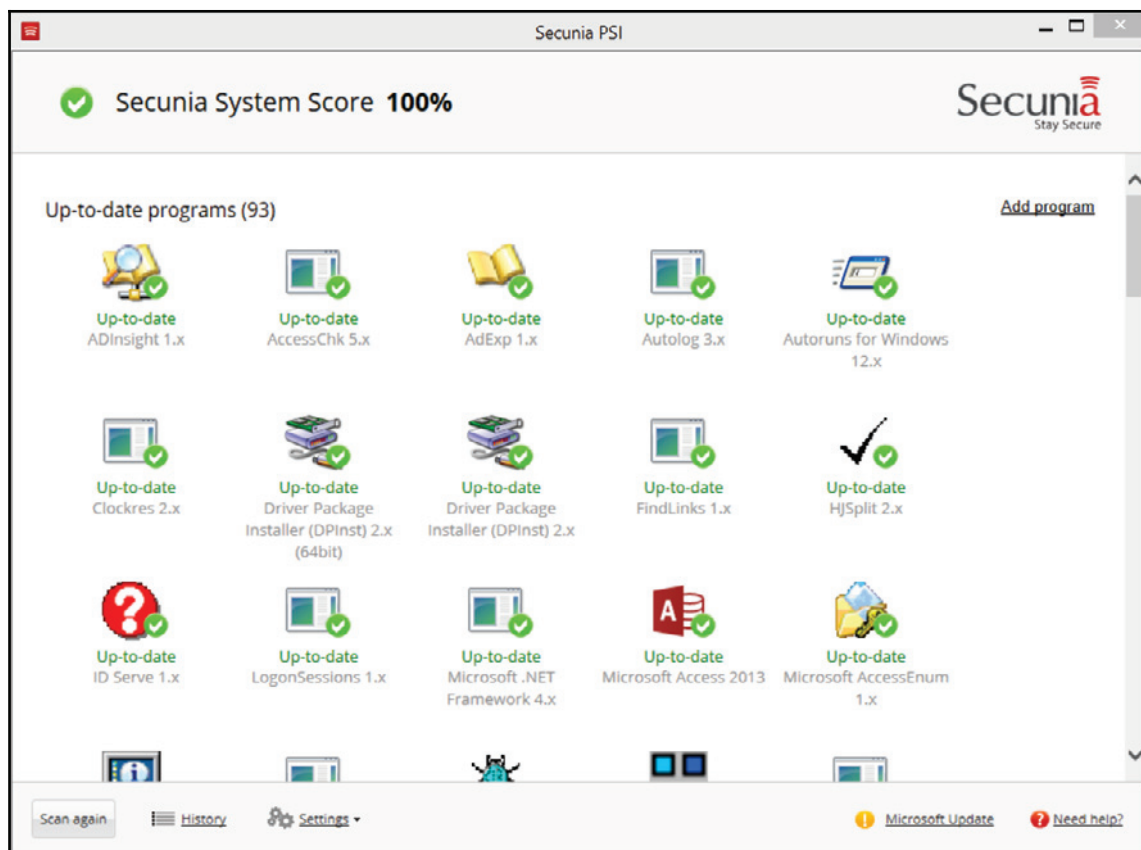 Secunia PSI
Secunia System Score 100%
Secunia
Stay Secure
Up-to-date programs (93)
Add program
Up-to-date Up-to-date Up-to-date Up-to-date Up-to-date
ADInsight 1.x AccessChk 5.x AdExp 1.x Autolog 3.x Autoruns for Windows
12.x
Up-to-date Up-to-date Up-to-date Up-to-date Up-to-date
Clockres 2.x Driver Package Driver Package FindLinks 1.x HJSplit 2.x
Installer (DPInst) 2.x Installer (DPInst) 2.x
(64bit)
Up-to-date Up-to-date Up-to-date Up-to-date Up-to-date
ID Serve 1.x LogonSessions 1.x Microsoft .NET Microsoft Access 2013 Microsoft AccessEnum
Framework 4.x 1.x
Scan again History Settings Microsoft Update Need help?